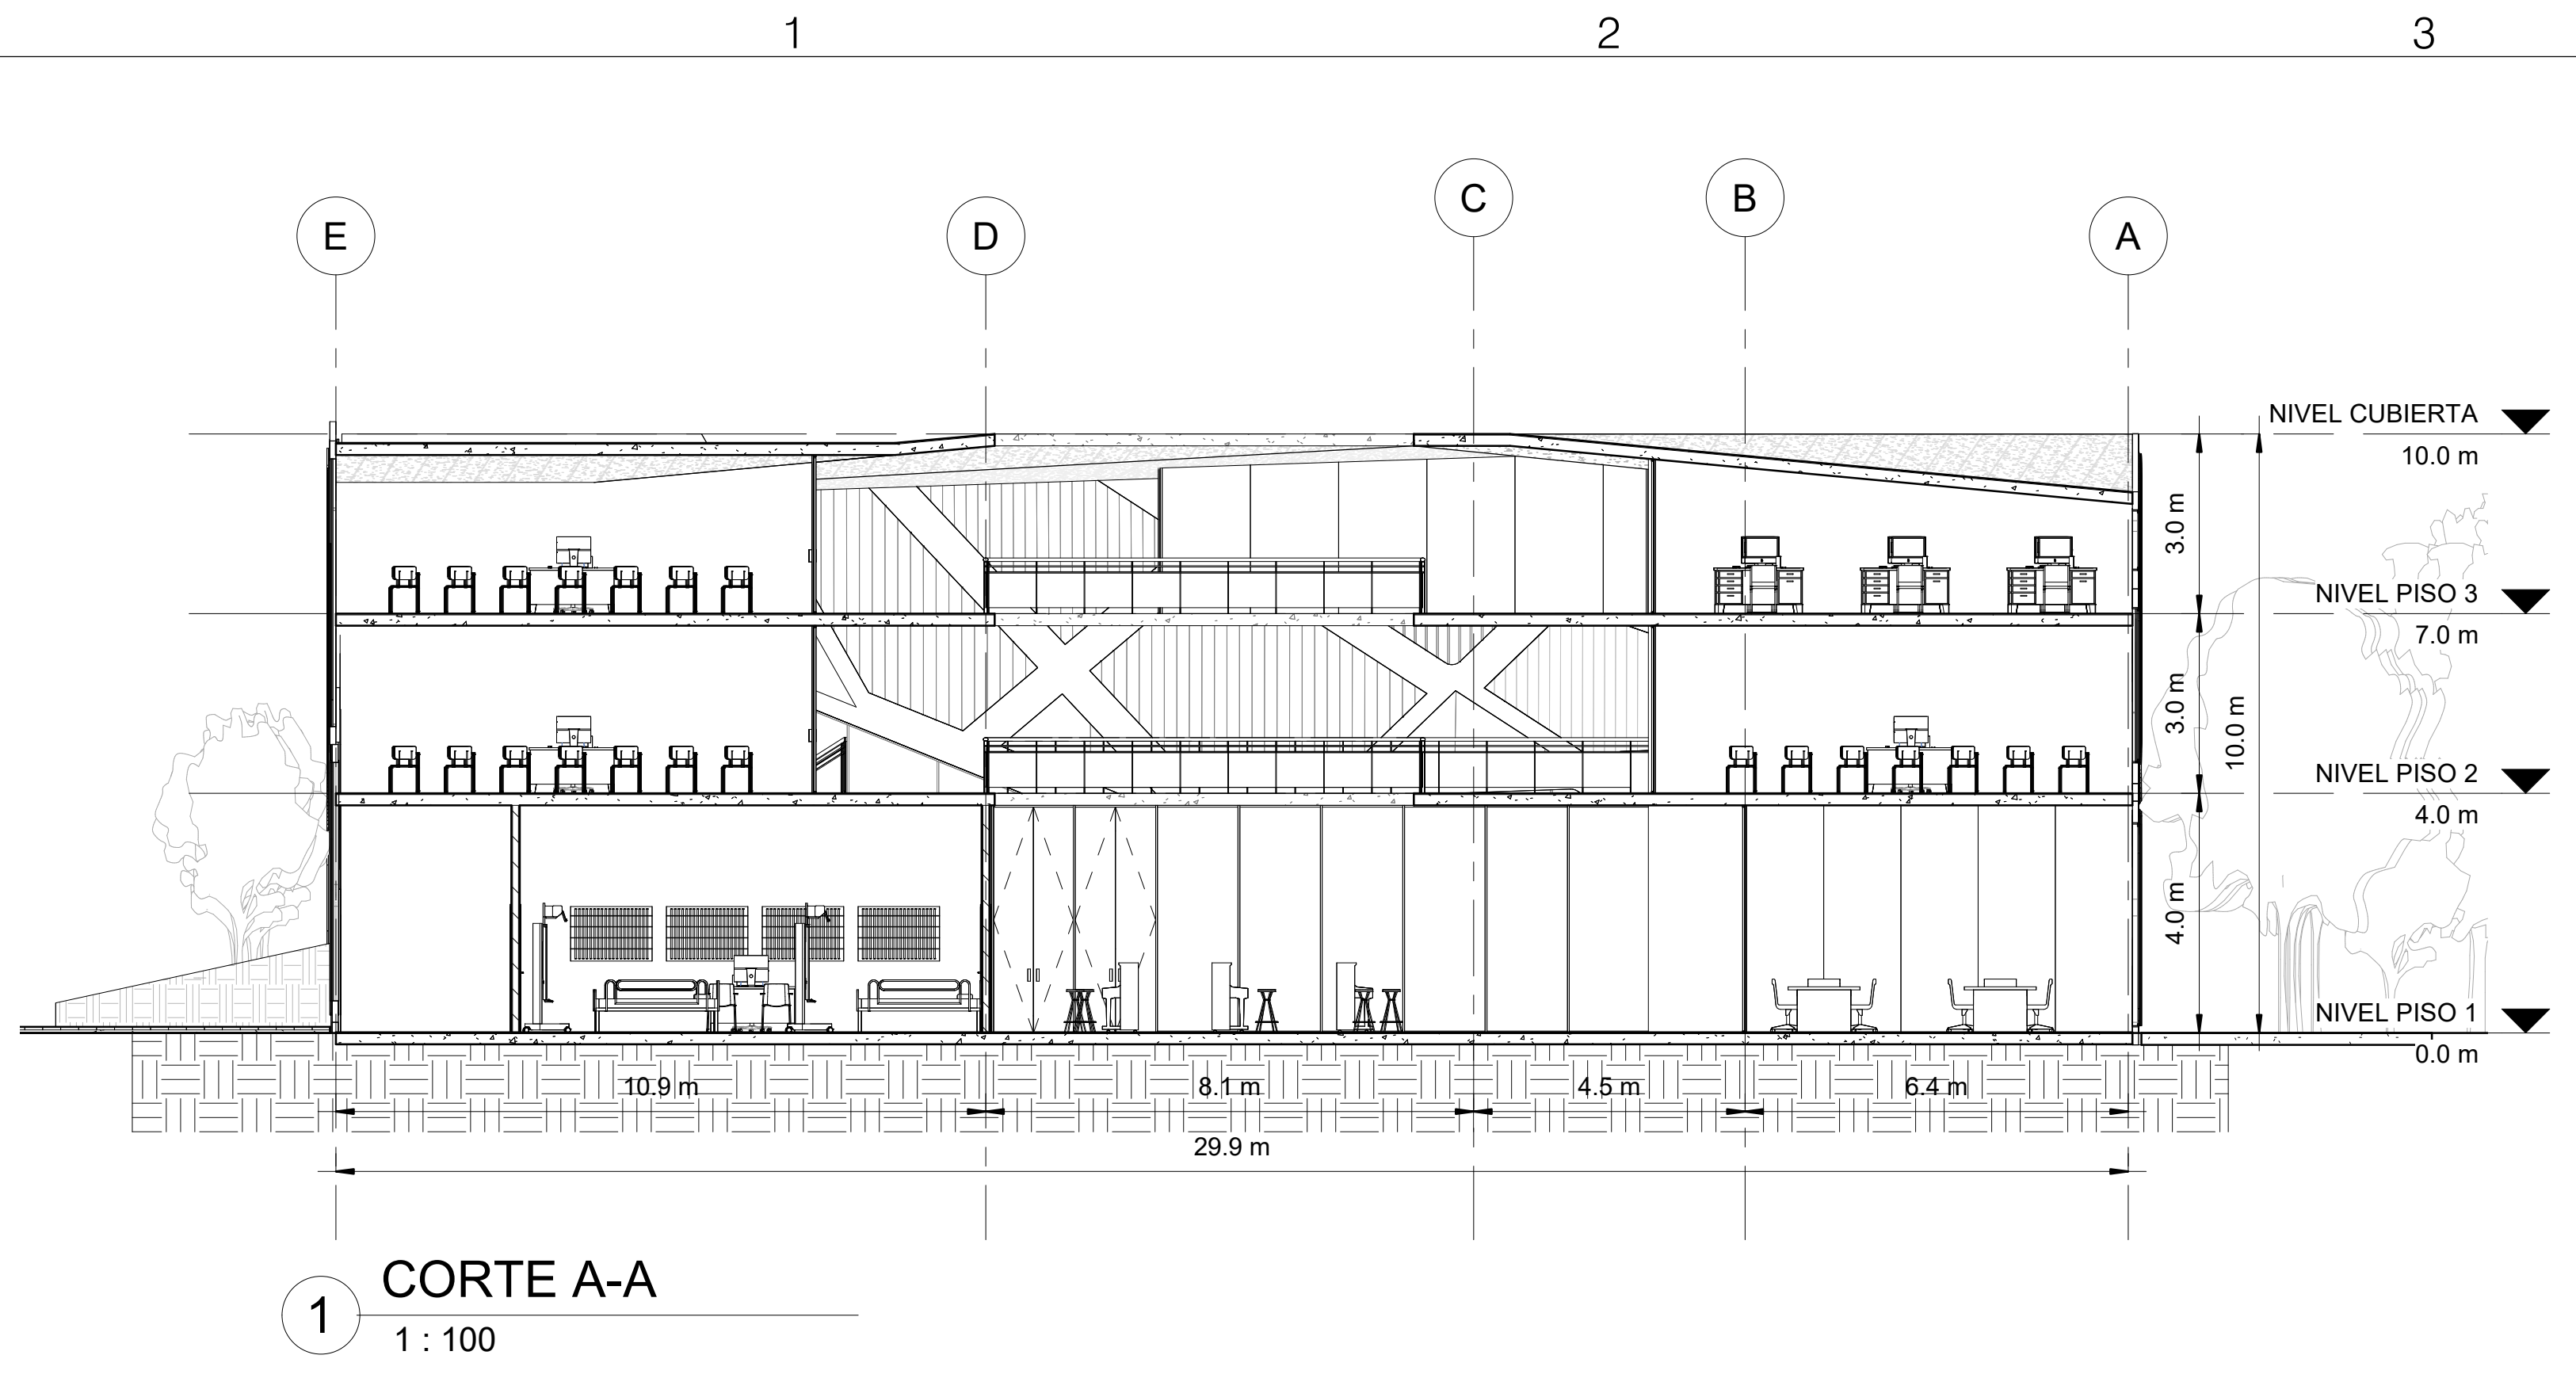 1 2 3
E D C B A
NIVEL CUBIERTA
10.0 m
3.0 m
NIVEL PISO 3
7.0 m
3.0 m
10.0 m
NIVEL PISO 2
4.0 m
4.0 m
NIVEL PISO 1
0.0 m
10.9 m 8.1 m 4.5 m 6.4 m
29.9 m
1 CORTE A-A
1 : 100